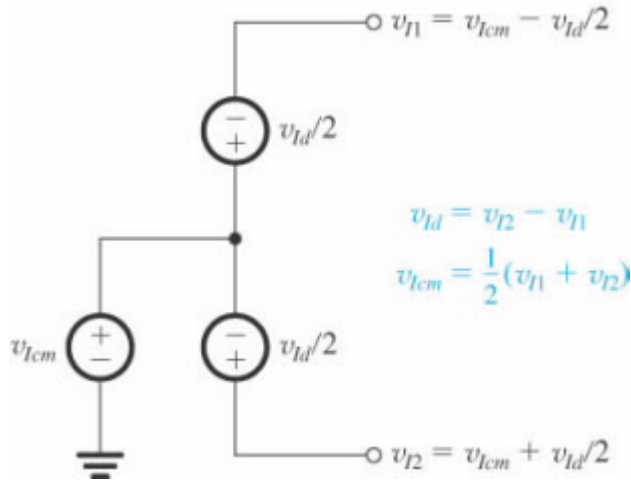 v_{I1} = v_{Icm} − v_{Id}/2
−
+
v_{Id}/2
v_{Id} = v_{I2} − v_{I1}
v_{Icm} = \frac{1}{2}(v_{I1} + v_{I2})
v_{Icm}
+
−
−
+
v_{Id}/2
v_{I2} = v_{Icm} + v_{Id}/2